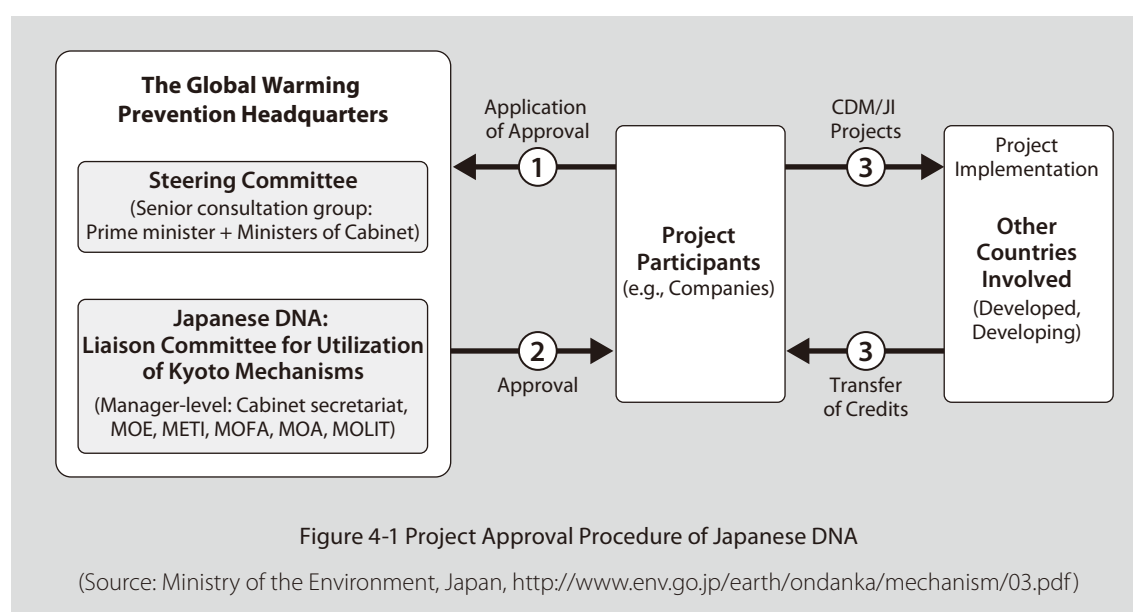 The Global Warming
Prevention Headquarters
Steering Committee
(Senior consultation group:
Prime minister + Ministers of Cabinet)
Japanese DNA:
Liaison Committee for Utilization
of Kyoto Mechanisms
(Manager-level: Cabinet secretariat,
MOE, METI, MOFA, MOA, MOLIT)
Application
of Approval
1
2
Approval
Project
Participants
(e.g., Companies)
CDM/JI
Projects
3
3
Transfer
of Credits
Project
Implementation
Other
Countries
Involved
(Developed,
Developing)
Figure 4-1 Project Approval Procedure of Japanese DNA
(Source: Ministry of the Environment, Japan, http://www.env.go.jp/earth/ondanka/mechanism/03.pdf)